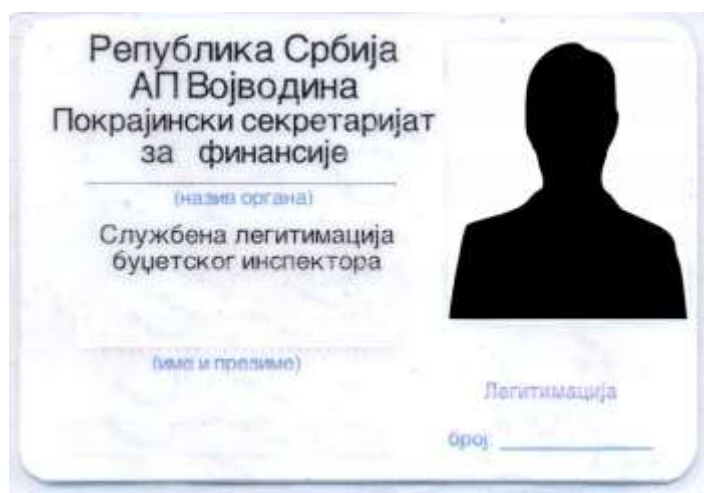 Република Србија
АП Војводина
Покрајински секретаријат
за финансије
(назив органа)
Службена легитимација
буџетског инспектора
(име и презиме)
Легитимација
број: